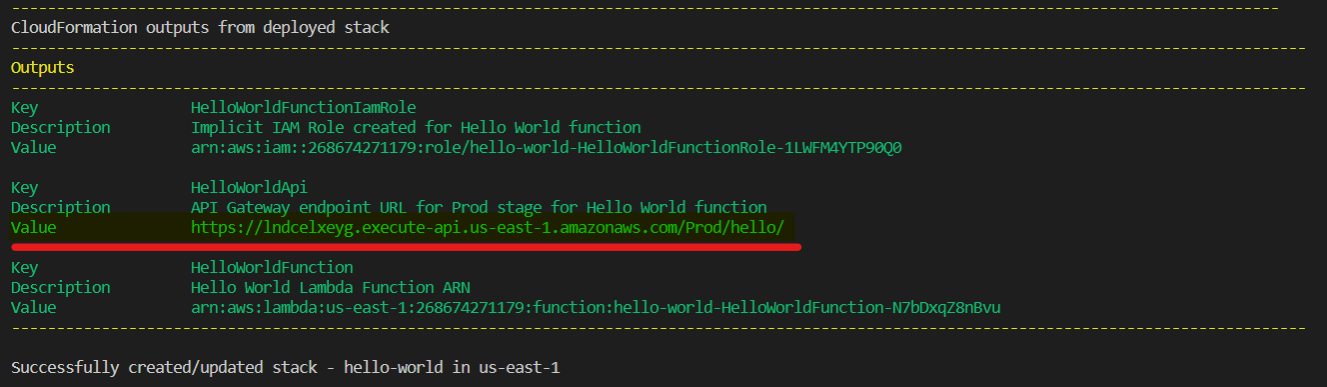 CloudFormation outputs from deployed stack
Outputs
Key HelloWorldFunctionIamRole
Description Implicit IAM Role created for Hello World function
Value arn:aws:iam::268674271179:role/hello-world-HelloWorldFunctionRole-1LWFM4YTP90Q0
Key HelloWorldApi
Description API Gateway endpoint URL for Prod stage for Hello World function
Value https://lndcelxeyg.execute-api.us-east-1.amazonaws.com/Prod/hello/
Key HelloWorldFunction
Description Hello World Lambda Function ARN
Value arn:aws:lambda:us-east-1:268674271179:function:hello-world-HelloWorldFunction-N7bDxqZ8nBvu
Successfully created/updated stack - hello-world in us-east-1